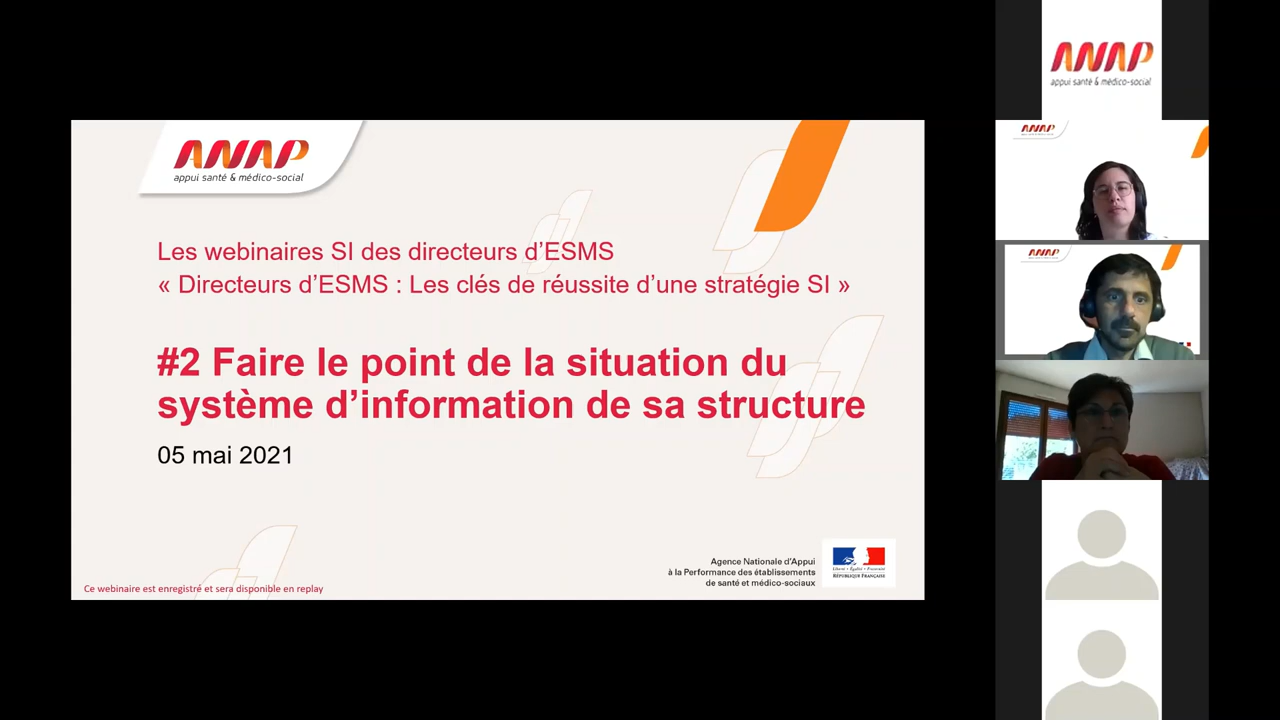 ANAP
appui santé & médico-social
Les webinaires SI des directeurs d’ESMS
« Directeurs d’ESMS : Les clés de réussite d’une stratégie SI »
#2 Faire le point de la situation du
système d’information de sa structure
05 mai 2021
Agence Nationale d’Appui
à la Performance des établissements
de santé et médico-sociaux
Liberté • Égalité • Fraternité
RÉPUBLIQUE FRANÇAISE
Ce webinaire est enregistré et sera disponible en replay
ANAP
appui santé & médico-social
ANAP
ANAP